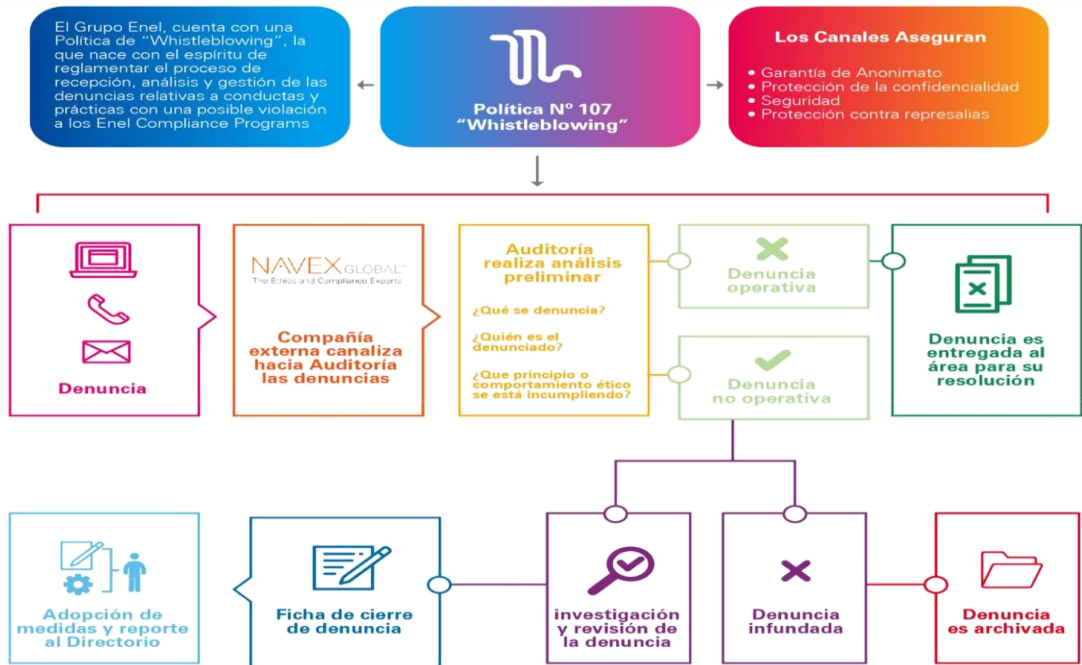 El Grupo Enel, cuenta con una
Política de “Whistleblowing”, la
que nace con el espíritu de
reglamentar el proceso de
recepción, análisis y gestión de las
denuncias relativas a conductas y
prácticas con una posible violación
a los Enel Compliance Programs
Política Nº 107
“Whistleblowing”
Los Canales Aseguran
• Garantía de Anonimato
• Protección de la confidencialidad
• Seguridad
• Protección contra represalias
Denuncia
NAVEX GLOBAL™
The Ethics and Compliance Experts
Compañía
externa canaliza
hacia Auditoría
las denuncias
Auditoría
realiza análisis
preliminar
¿Qué se denuncia?
¿Quién es el
denunciado?
¿Que principio o
comportamiento ético
se está incumpliendo?
Denuncia
operativa
Denuncia
no operativa
Denuncia es
entregada al
área para su
resolución
Adopción de
medidas y reporte
al Directorio
Ficha de cierre
de denuncia
investigación
y revisión de
la denuncia
Denuncia
infundada
Denuncia
es archivada